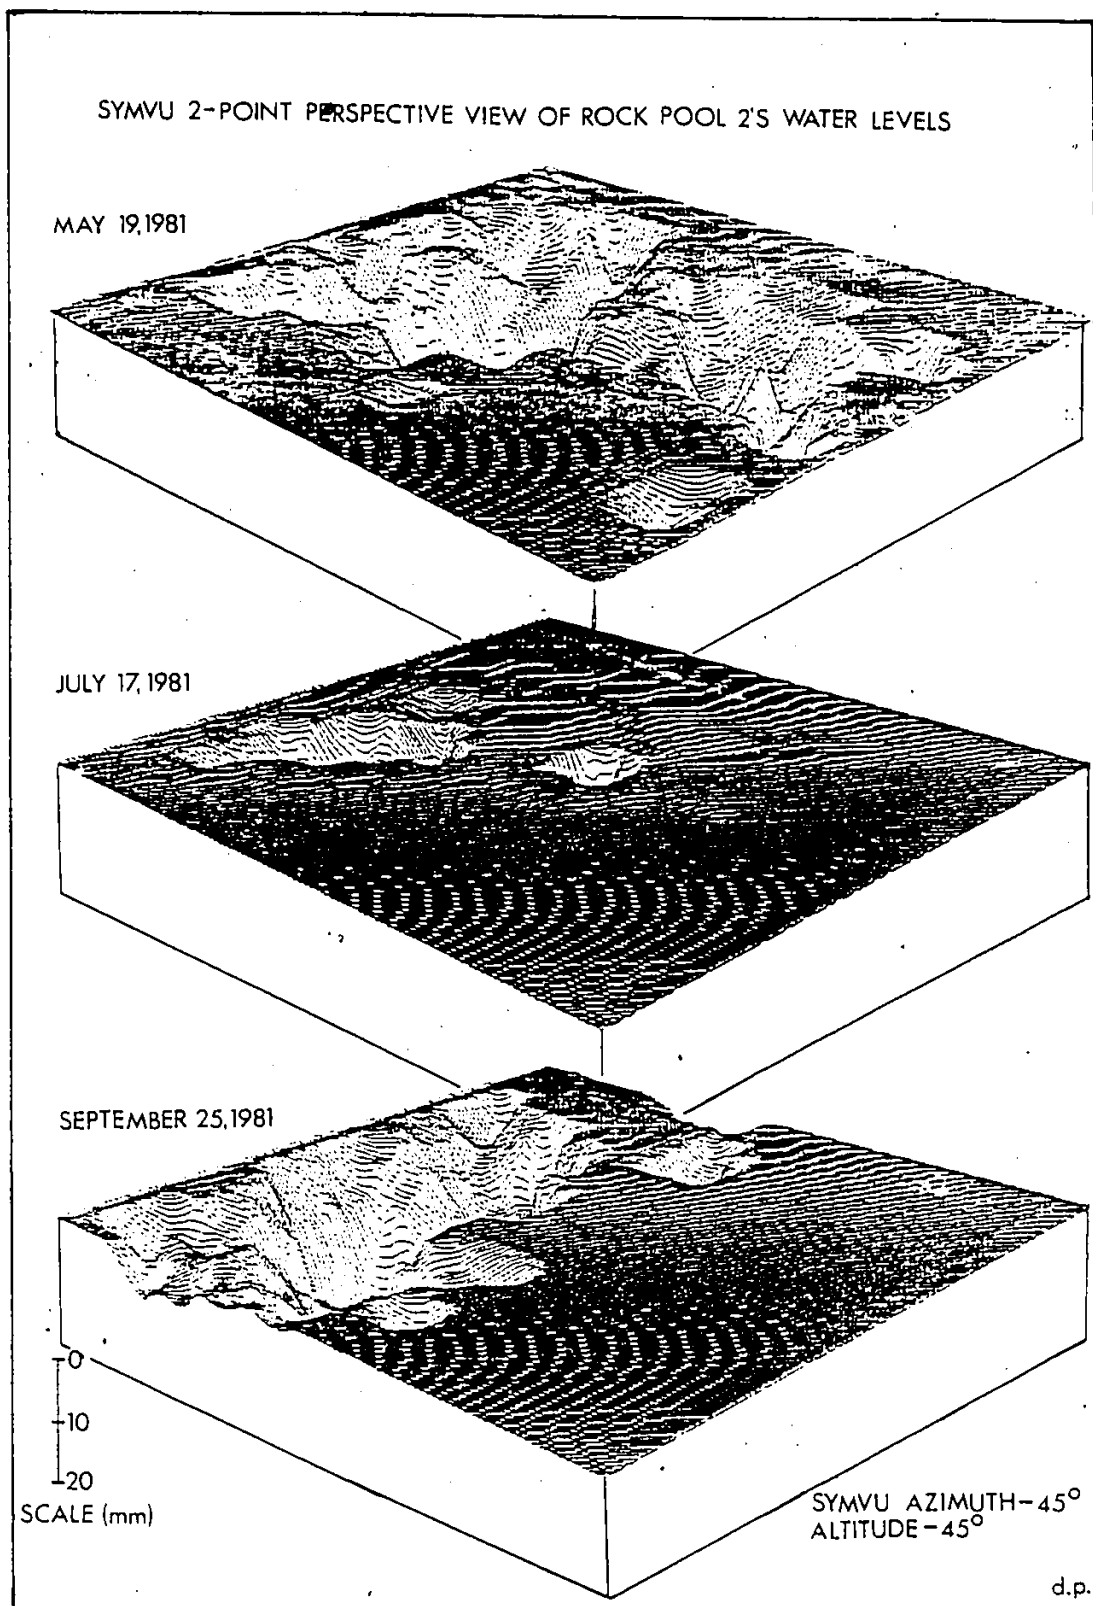 SYMVU 2-POINT PERSPECTIVE VIEW OF ROCK POOL 2'S WATER LEVELS
MAY 19, 1981
JULY 17, 1981
SEPTEMBER 25, 1981
0
10
20
SCALE (mm)
SYMVU AZIMUTH-45°
ALTITUDE-45°
d.p.